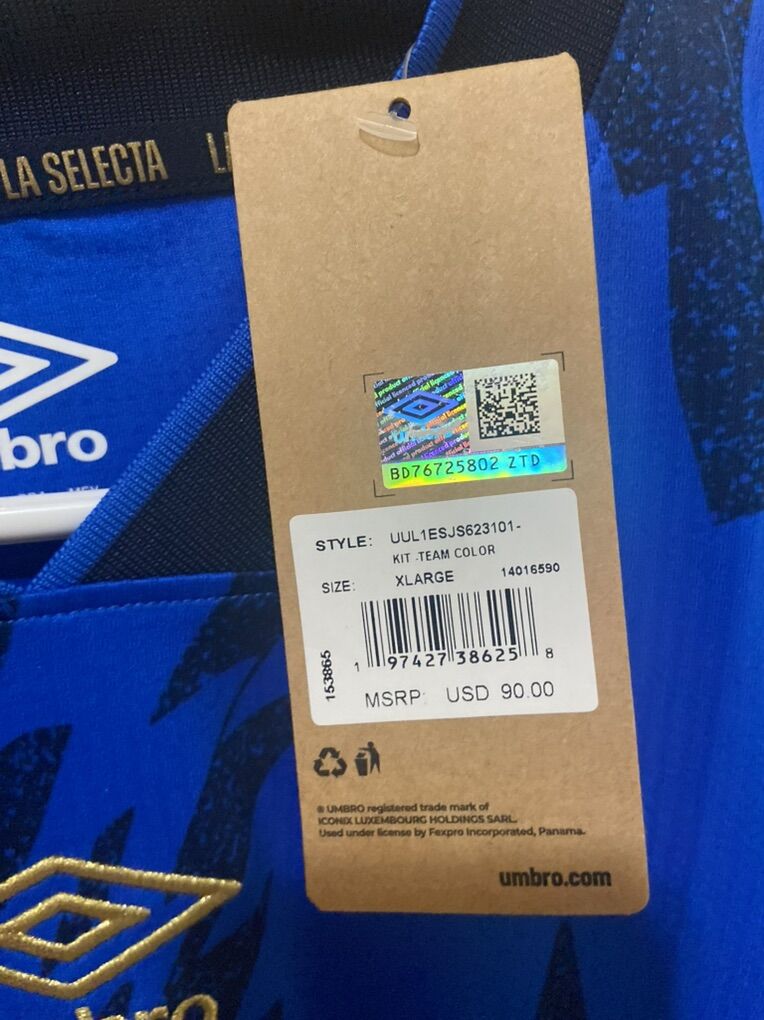 LA SELECTA
bro
BD76725802 ZTD
STYLE: UUL1ESJS623101-
KIT .TEAM COLOR
SIZE: XLARGE 14016590
153865
1 97427 38625 8
MSRP: USD 90.00
® UMBRO registered trade mark of
ICONIX LUXEMBOURG HOLDINGS SARL.
Used under license by Fexpro Incorporated, Panama.
umbro.com
bro